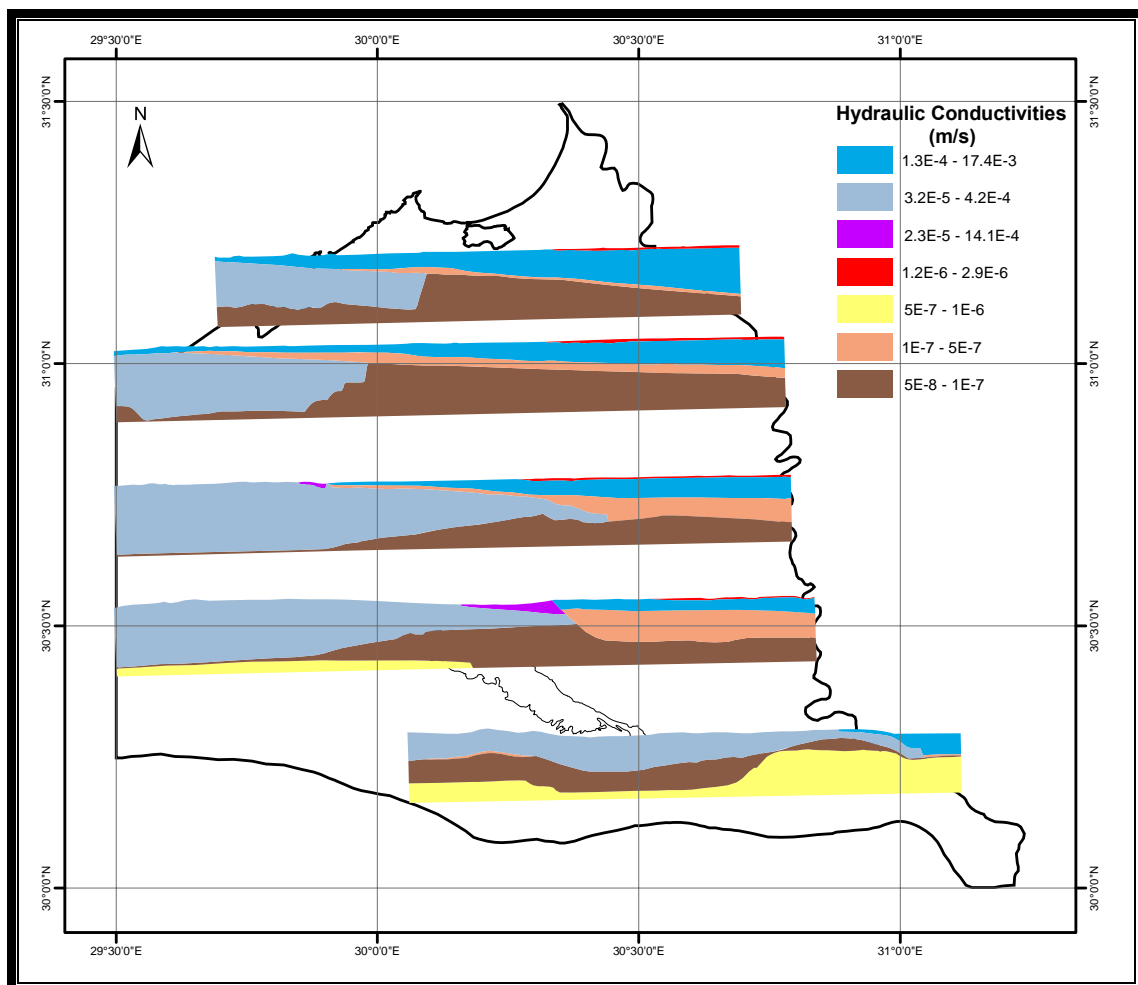 29°30'0"E 30°0'0"E 30°30'0"E 31°0'0"E
31°30'0"N 31°30'0"N
N
Hydraulic Conductivities
(m/s)
1.3E-4 - 17.4E-3
3.2E-5 - 4.2E-4
2.3E-5 - 14.1E-4
1.2E-6 - 2.9E-6
5E-7 - 1E-6
1E-7 - 5E-7
5E-8 - 1E-7
31°0'0"N 31°0'0"N
30°30'0"N 30°30'0"N
30°0'0"N 30°0'0"N
29°30'0"E 30°0'0"E 30°30'0"E 31°0'0"E